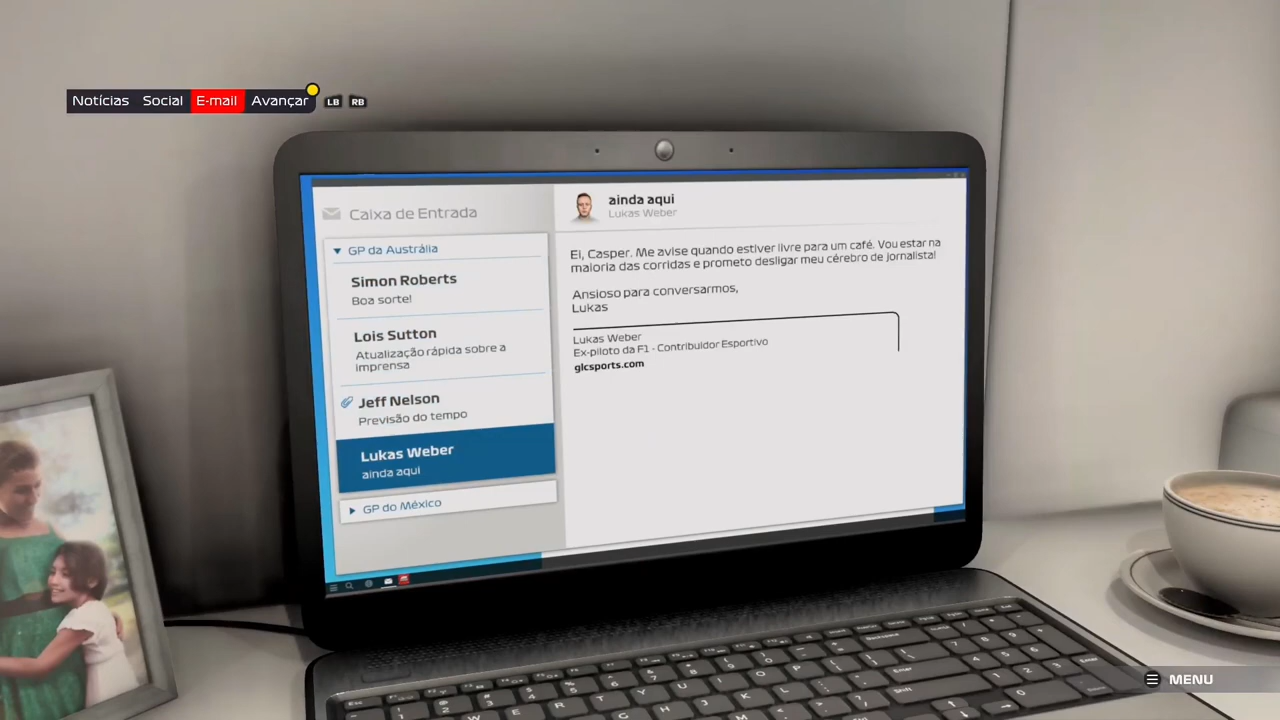 Notícias Social E-mail Avançar LB RB
Caixa de Entrada
GP da Austrália
Simon Roberts
Boa sorte!
Lois Sutton
Atualização rápida sobre a
imprensa
Jeff Nelson
Previsão do tempo
Lukas Weber
ainda aqui
GP do México
ainda aqui
Lukas Weber
Ei, Casper. Me avise quando estiver livre para um café. Vou estar na
maioria das corridas e prometo desligar meu cérebro de jornalista!
Ansioso para conversarmos,
Lukas
Lukas Weber
Ex-piloto da F1 - Contribuidor Esportivo
glcsports.com
MENU